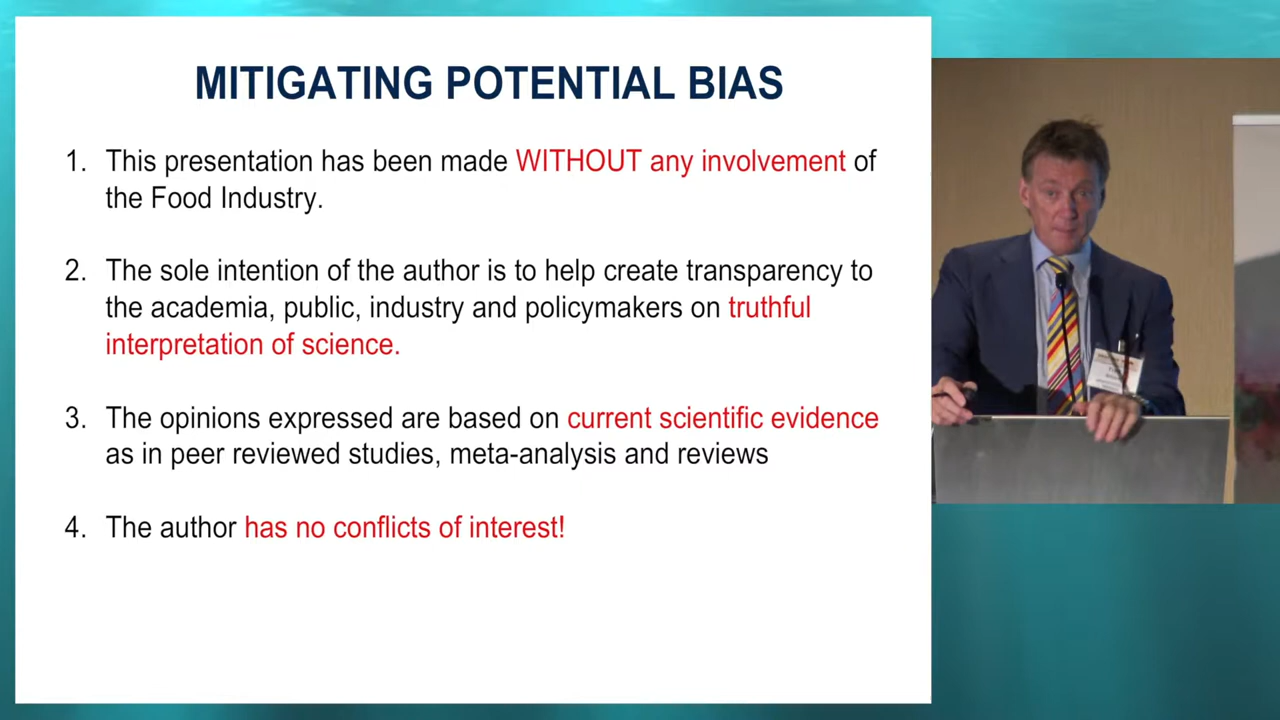 MITIGATING POTENTIAL BIAS
1. This presentation has been made WITHOUT any involvement of
the Food Industry.
2. The sole intention of the author is to help create transparency to
the academia, public, industry and policymakers on truthful
interpretation of science.
3. The opinions expressed are based on current scientific evidence
as in peer reviewed studies, meta-analysis and reviews
4. The author has no conflicts of interest!